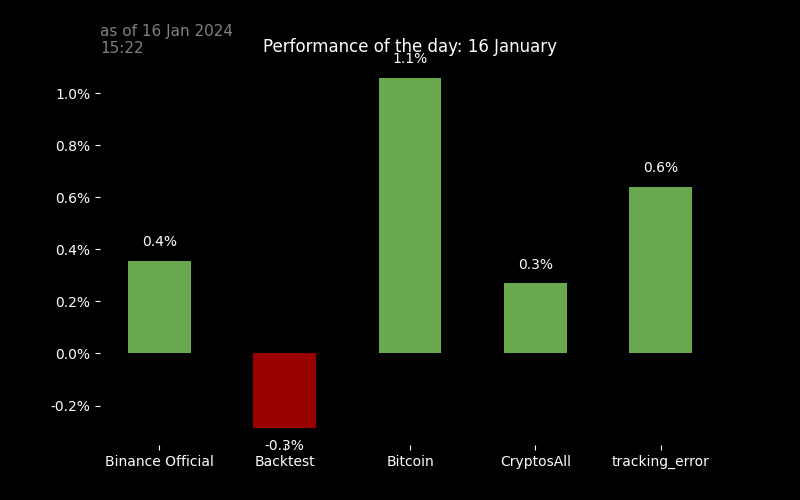 as of 16 Jan 2024
15:22
Performance of the day: 16 January
1.1%
1.0%
0.8%
0.6%
0.6%
0.4%
0.4%
0.3%
0.2%
0.0%
-0.2%
-0.3%
Binance Official
Backtest
Bitcoin
CryptosAll
tracking_error